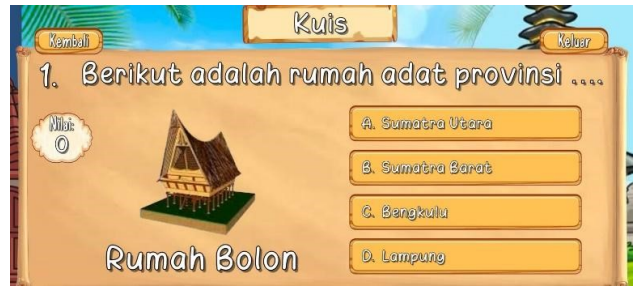 Kuis
Kembali
Keluar
1. Berikut adalah rumah adat provinsi ....
Nilai:
0
A. Sumatra Utara
B. Sumatra Barat
C. Bengkulu
D. Lampung
Rumah Bolon